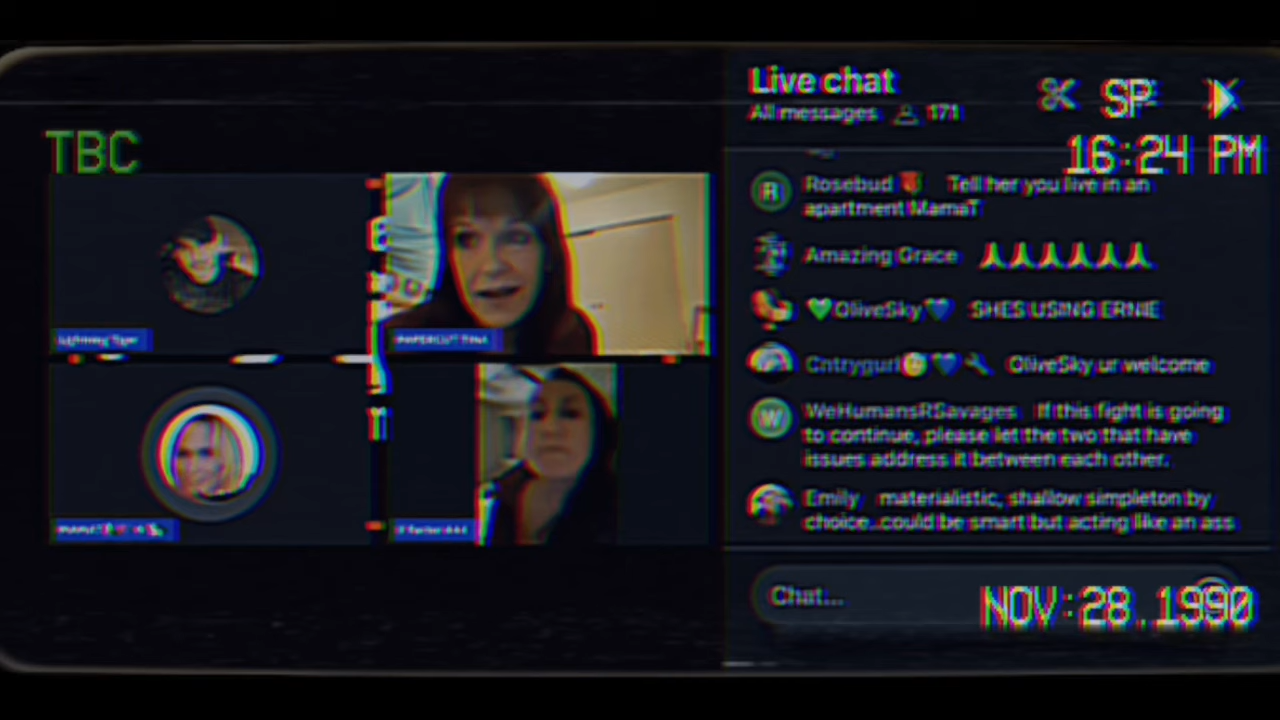 Live chat
SP
All messages 171
TBC
16:24 PM
Rosebud Tell her you live in an
apartment MamaT
Amazing Grace
OliveSky SHES USING ERNIE
Cntrygurl OliveSky ur welcome
WeHumansRSavages If this fight is going
to continue, please let the two that have
issues address it between each other.
Emily materialistic, shallow simpleton by
choice..could be smart but acting like an ass
Chat...
NOV:28.1990